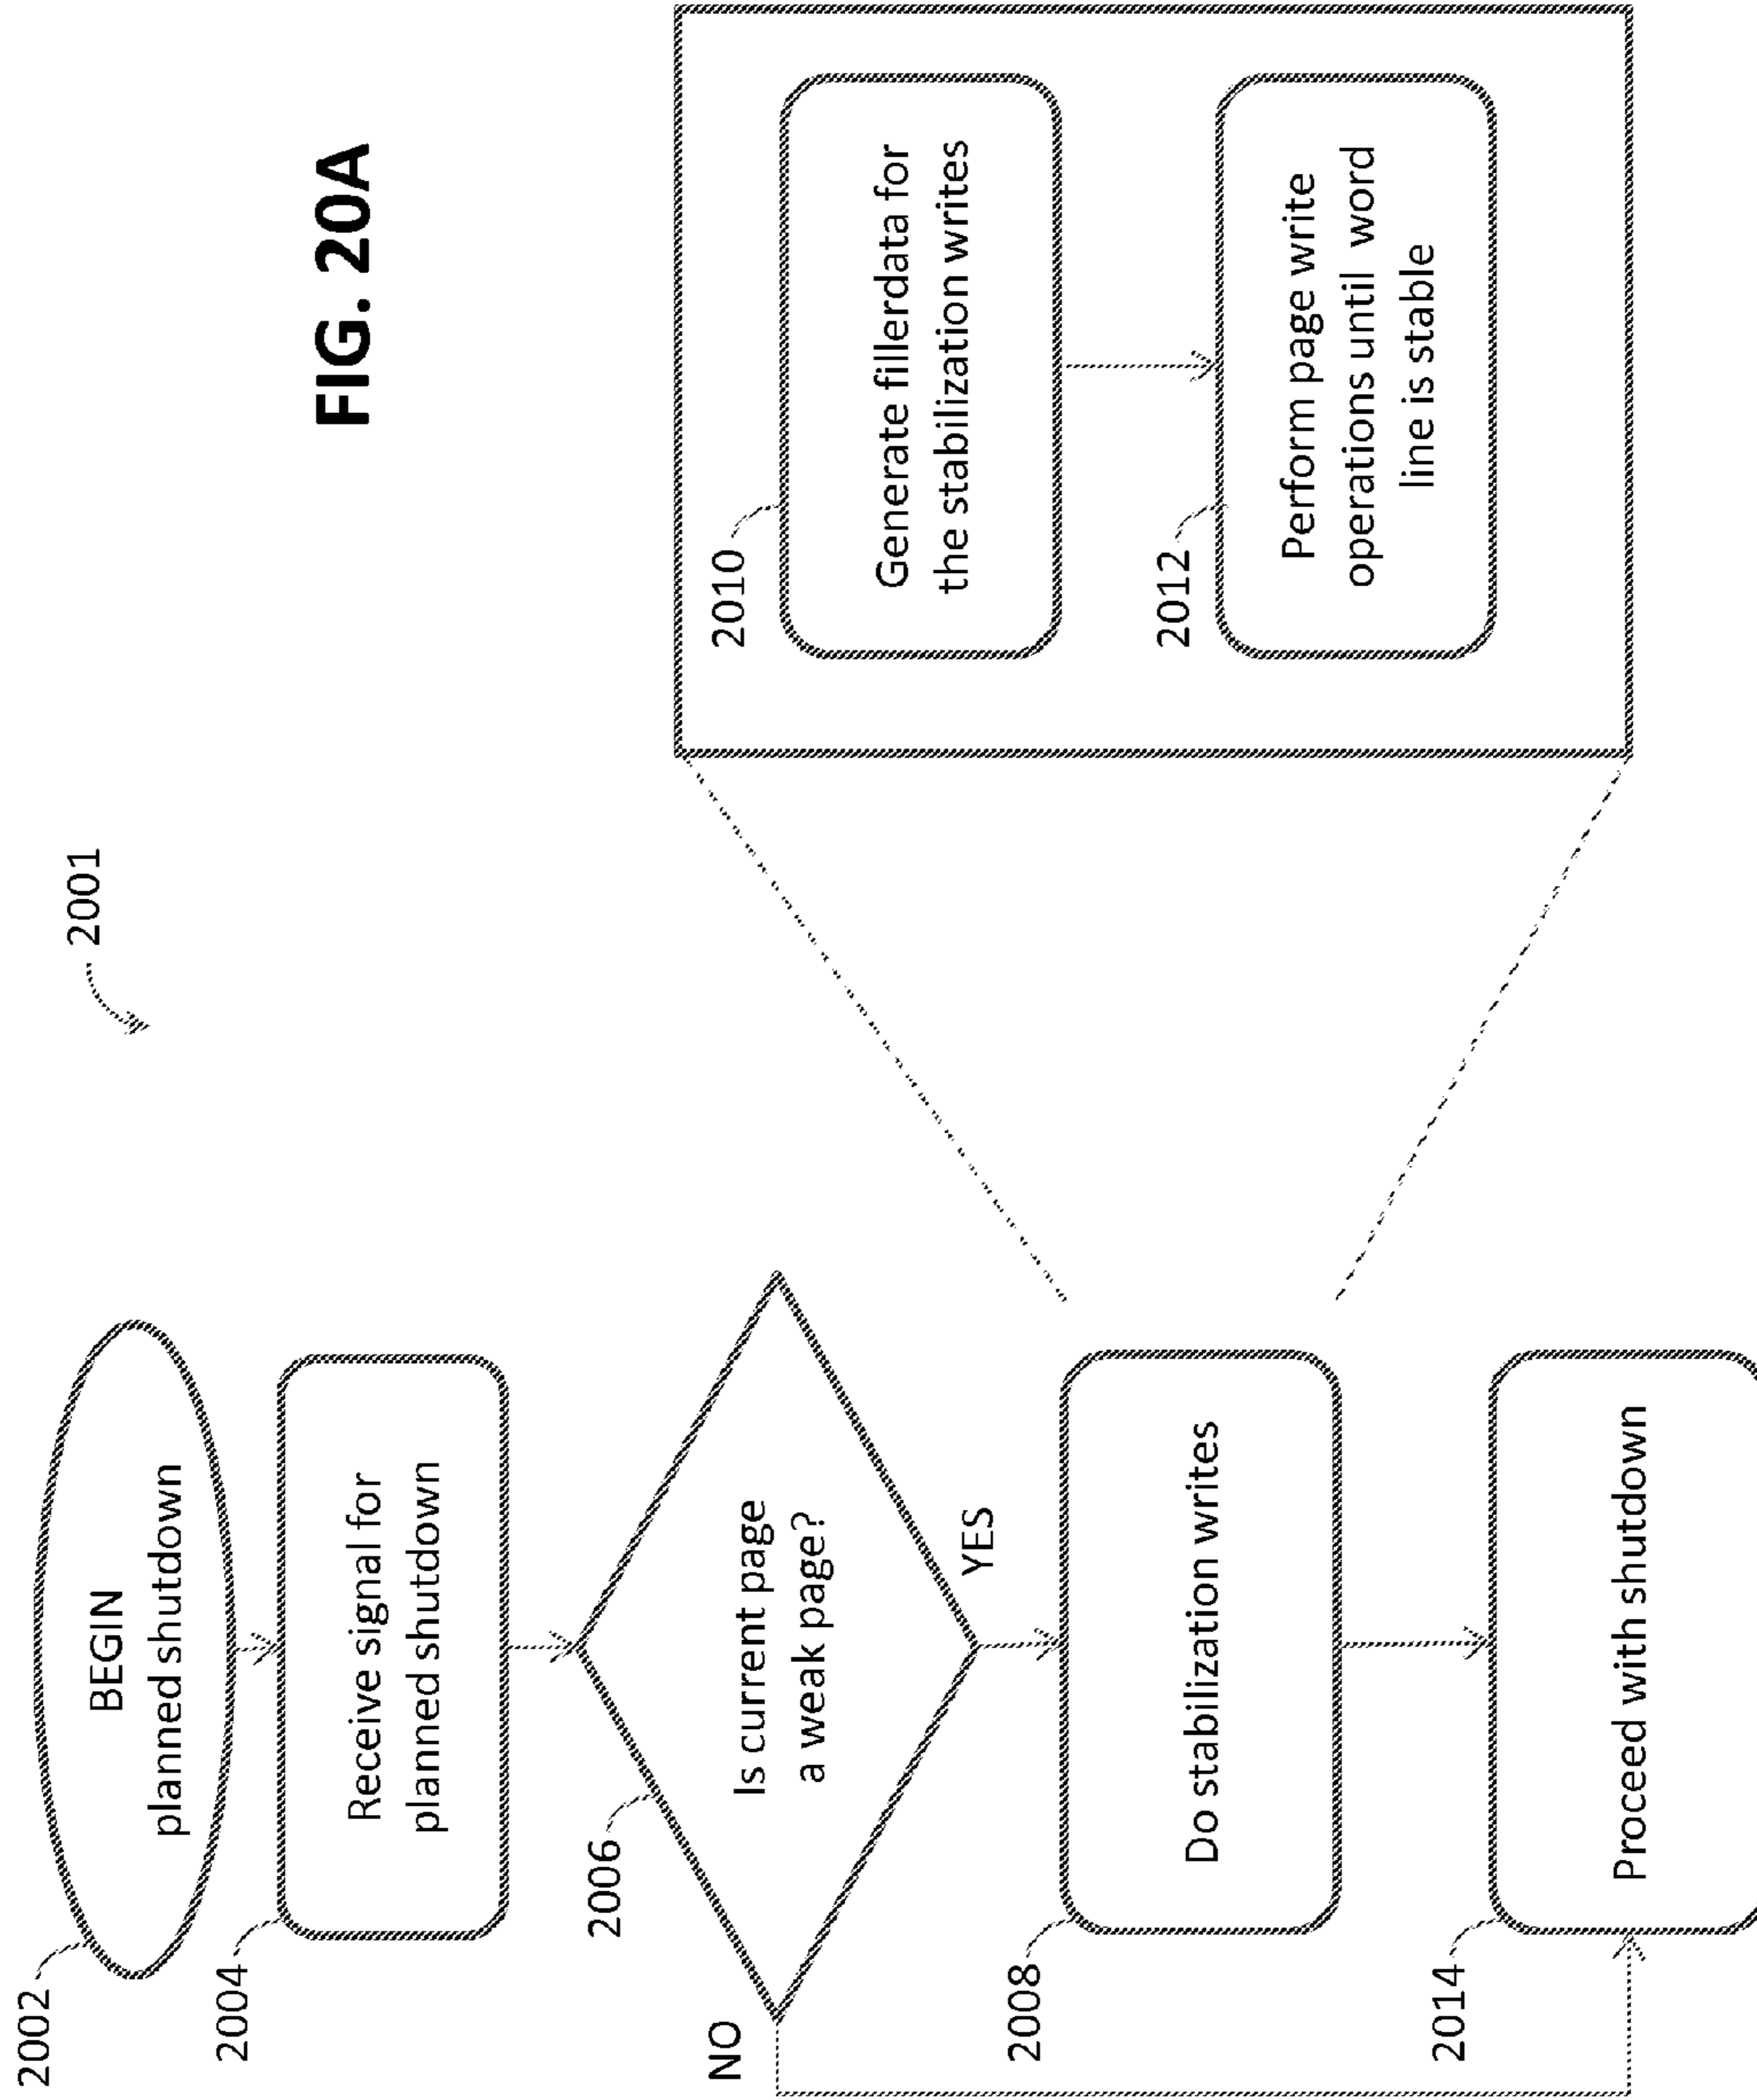 2001
FIG. 20A
2002
BEGIN
planned shutdown
2004
Receive signal for
planned shutdown
2006
Is current page
a weak page?
NO
YES
2008
Do stabilization writes
2010
Generate fillerdata for
the stabilization writes
2012
Perform page write
operations until word
line is stable
2014
Proceed with shutdown